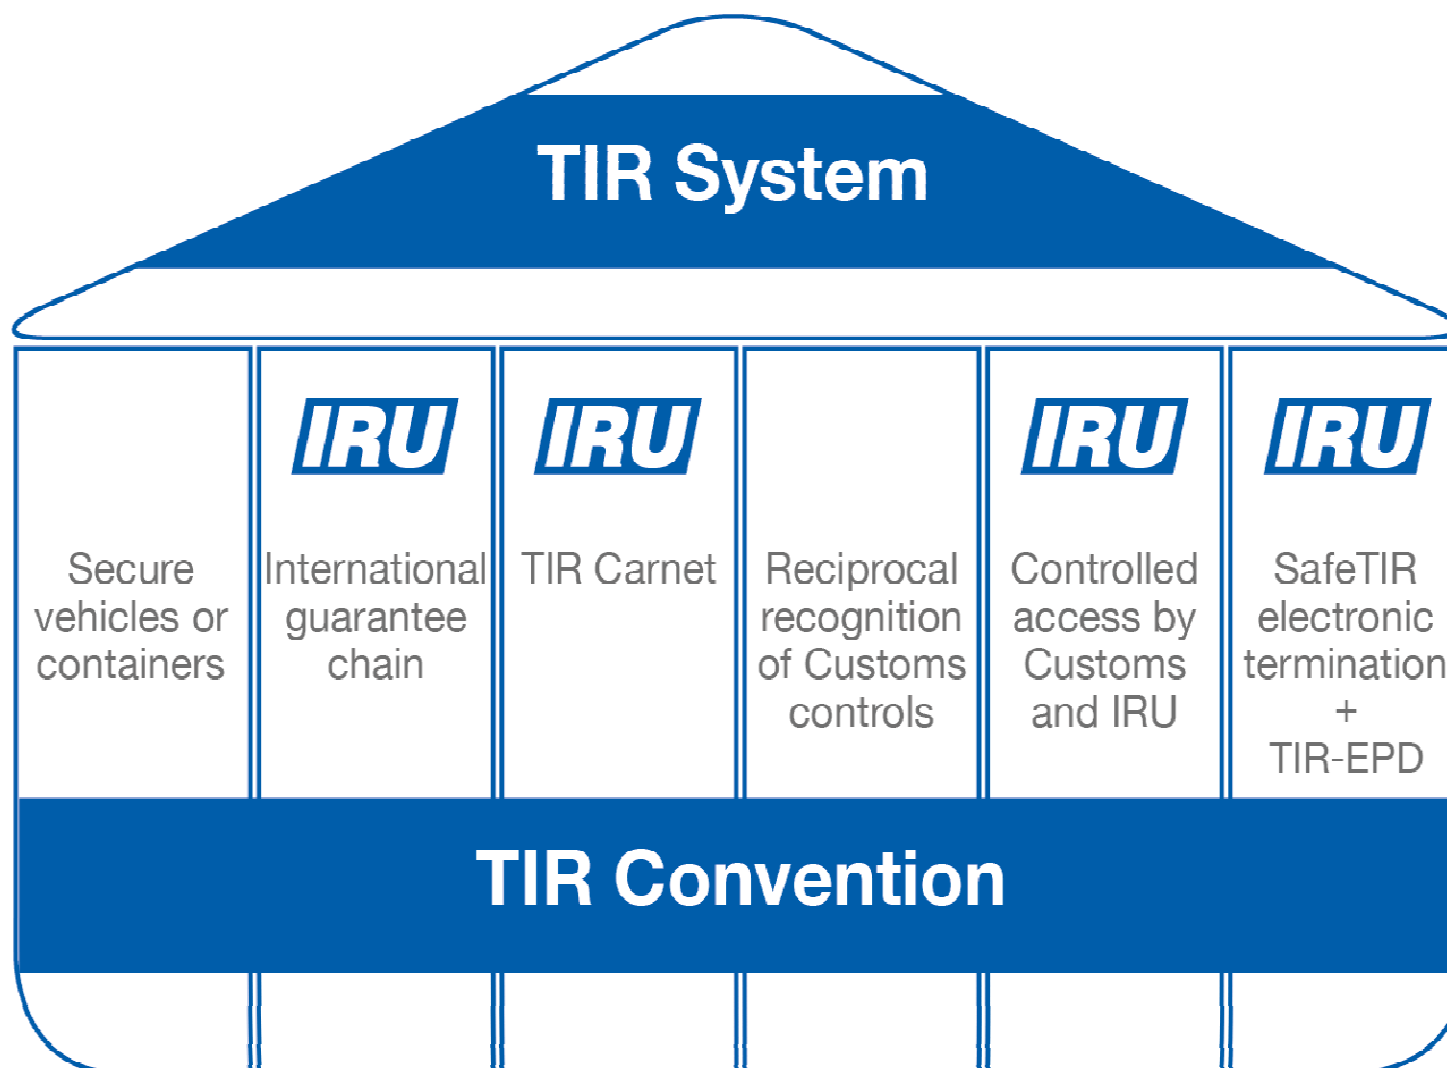 TIR System
IRU
IRU
IRU
IRU
Secure
vehicles or
containers
International
guarantee
chain
TIR Carnet
Reciprocal
recognition
of Customs
controls
Controlled
access by
Customs
and IRU
SafeTIR
electronic
termination
+
TIR-EPD
TIR Convention